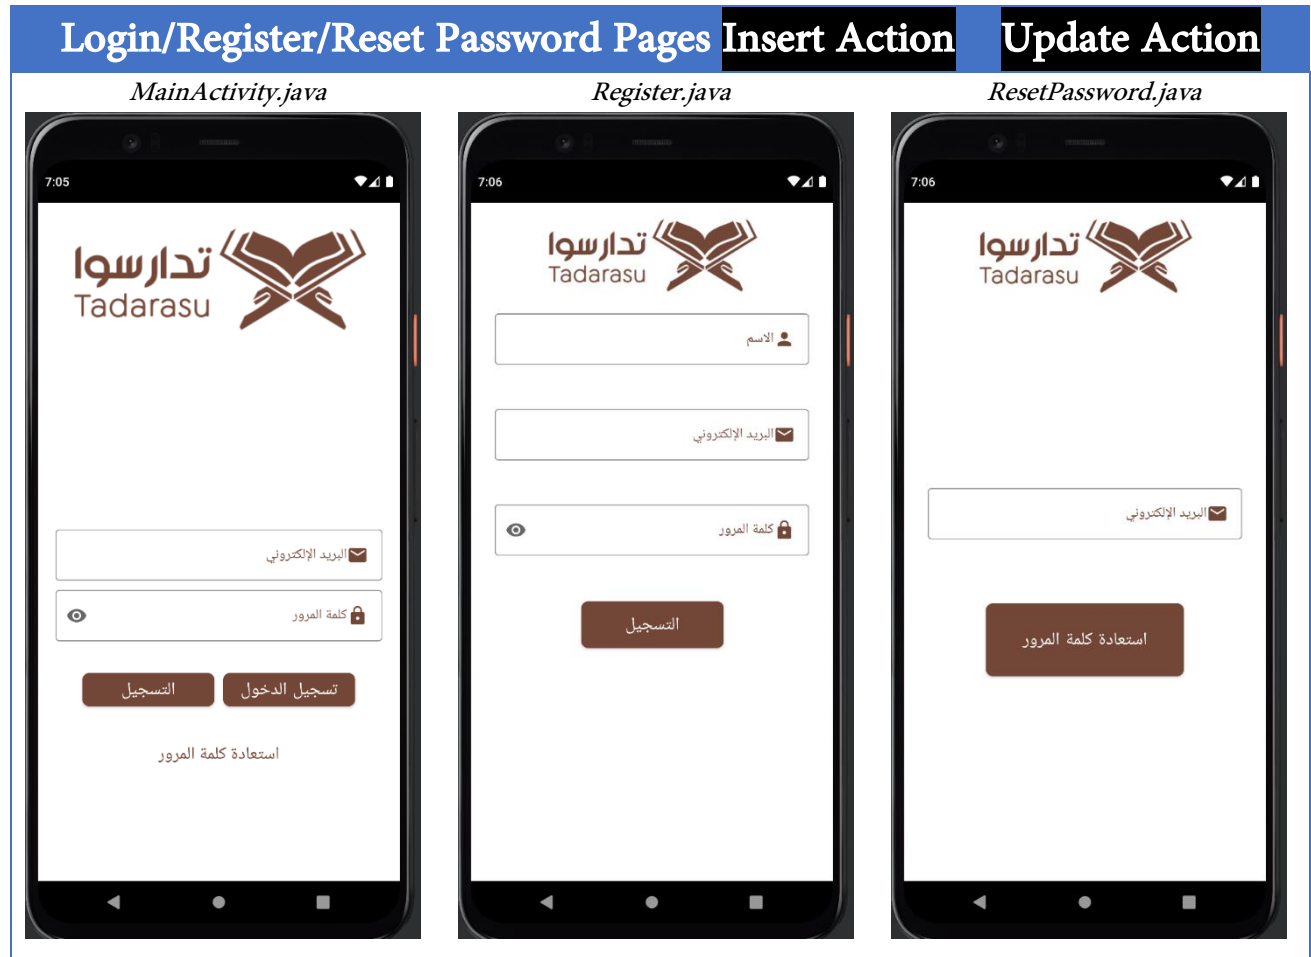 Login/Register/Reset Password Pages Insert Action Update Action
MainActivity.java
7:05
تدارسوا
Tadarasu
البريد الإلكتروني
كلمة المرور
تسجيل الدخول
التسجيل
استعادة كلمة المرور
Register.java
7:06
تدارسوا
Tadarasu
الاسم
البريد الإلكتروني
كلمة المرور
التسجيل
ResetPassword.java
7:06
تدارسوا
Tadarasu
البريد الإلكتروني
استعادة كلمة المرور